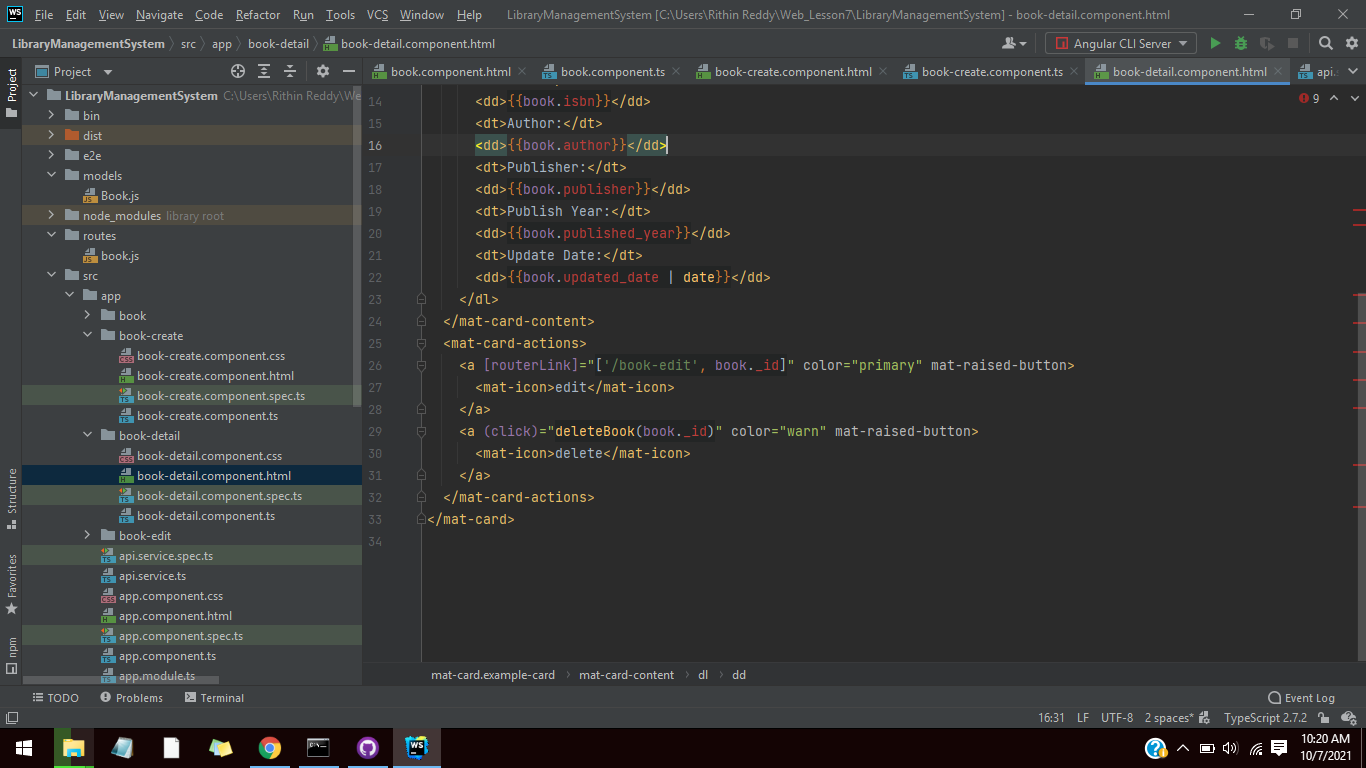 WS File Edit View Navigate Code Refactor Run Tools VCS Window Help LibraryManagementSystem [C:\Users\Rithin Reddy\Web_Lesson7\LibraryManagementSystem] - book-detail.component.html
LibraryManagementSystem src app book-detail book-detail.component.html Angular CLI Server
Project book.component.html book.component.ts book-create.component.html book-create.component.ts book-detail.component.html api.
Project
Structure
Favorites
npm
LibraryManagementSystem C:\Users\Rithin Reddy\We
bin
dist
e2e
models
Book.js
node_modules library root
routes
book.js
src
app
book
book-create
book-create.component.css
book-create.component.html
book-create.component.spec.ts
book-create.component.ts
book-detail
book-detail.component.css
book-detail.component.html
book-detail.component.spec.ts
book-detail.component.ts
book-edit
api.service.spec.ts
api.service.ts
app.component.css
app.component.html
app.component.spec.ts
app.component.ts
app.module.ts
9
14 <dd>{{book.isbn}}</dd>
15 <dt>Author:</dt>
16 <dd>{{book.author}}</dd>
17 <dt>Publisher:</dt>
18 <dd>{{book.publisher}}</dd>
19 <dt>Publish Year:</dt>
20 <dd>{{book.published_year}}</dd>
21 <dt>Update Date:</dt>
22 <dd>{{book.updated_date | date}}</dd>
23 </dl>
24 </mat-card-content>
25 <mat-card-actions>
26 <a [routerLink]="['/book-edit', book._id]" color="primary" mat-raised-button>
27 <mat-icon>edit</mat-icon>
28 </a>
29 <a (click)="deleteBook(book._id)" color="warn" mat-raised-button>
30 <mat-icon>delete</mat-icon>
31 </a>
32 </mat-card-actions>
33 </mat-card>
34
mat-card.example-card mat-card-content dl dd
TODO Problems Terminal Event Log
16:31 LF UTF-8 2 spaces* TypeScript 2.7.2
WS
10:20 AM
10/7/2021